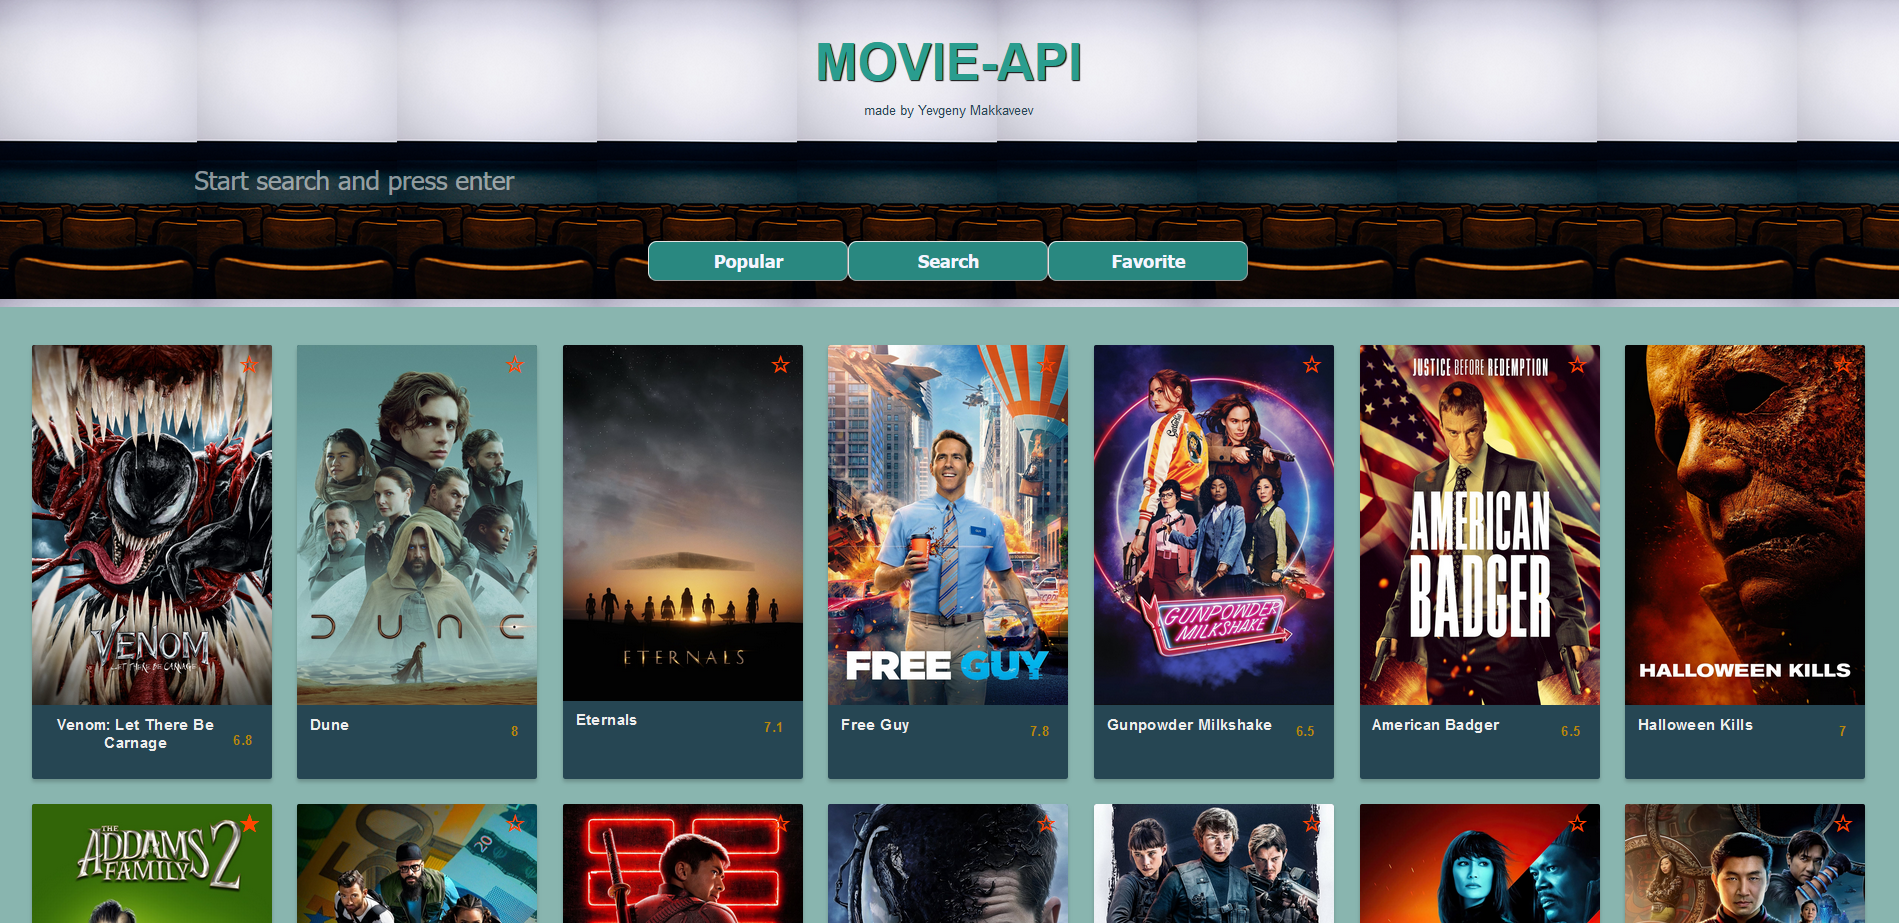 MOVIE-API
made by Yevgeny Makkaveev
Start search and press enter
Popular
Search
Favorite
VENOM
LET THERE BE CARNAGE
Venom: Let There Be
Carnage
6.8
DUNE
Dune
8
ETERNALS
Eternals
7.1
FREE GUY
Free Guy
7.8
GUNPOWDER
MILKSHAKE
Gunpowder Milkshake
6.5
JUSTICE BEFORE REDEMPTION
AMERICAN
BADGER
American Badger
6.5
HALLOWEEN KILLS
Halloween Kills
7
THE
ADDAMS 2
FAMILY
20